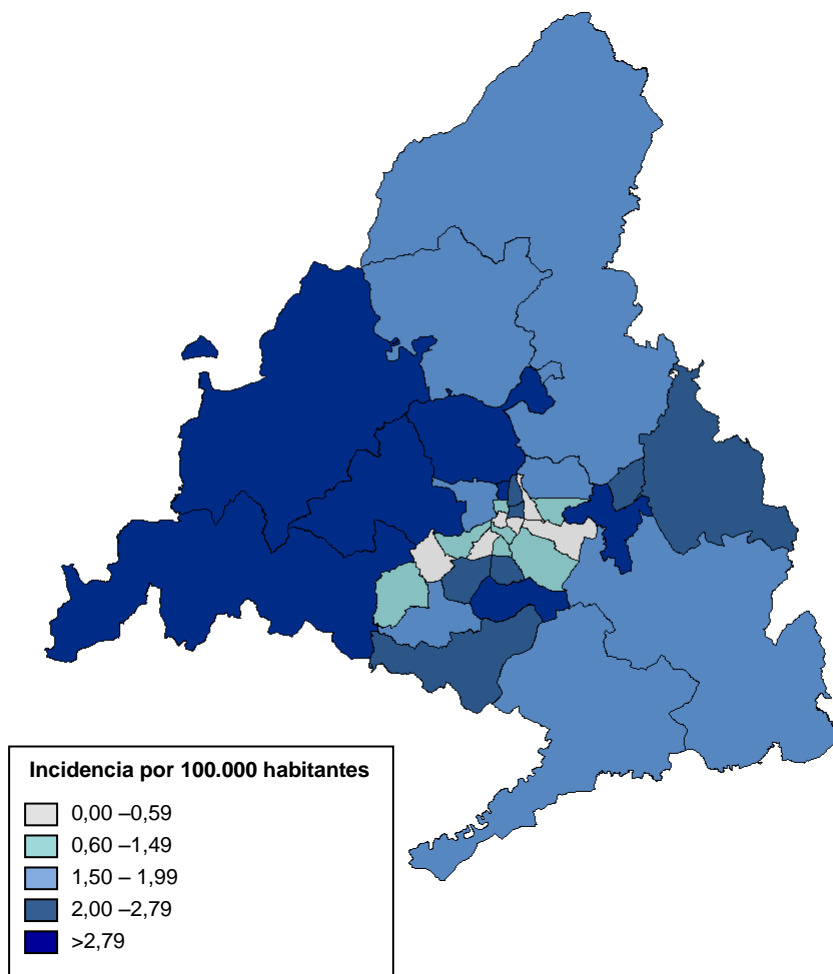 Incidencia por 100.000 habitantes
0,00 –0,59
0,60 –1,49
1,50 – 1,99
2,00 –2,79
>2,79